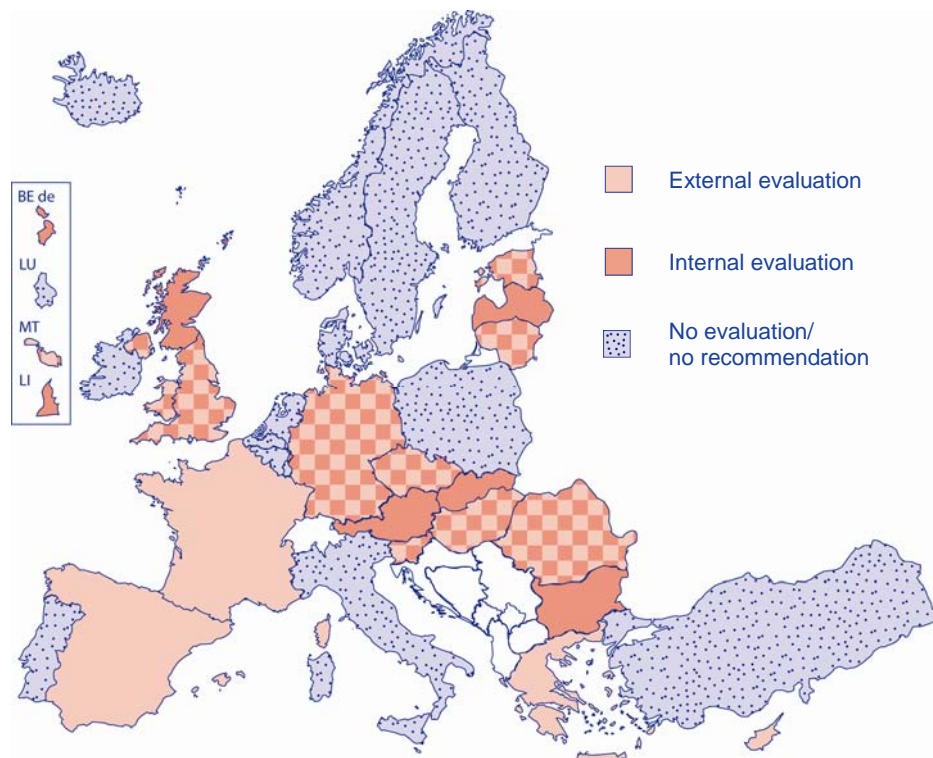 BE de
LU
MT
LI
External evaluation
Internal evaluation
No evaluation/
no recommendation